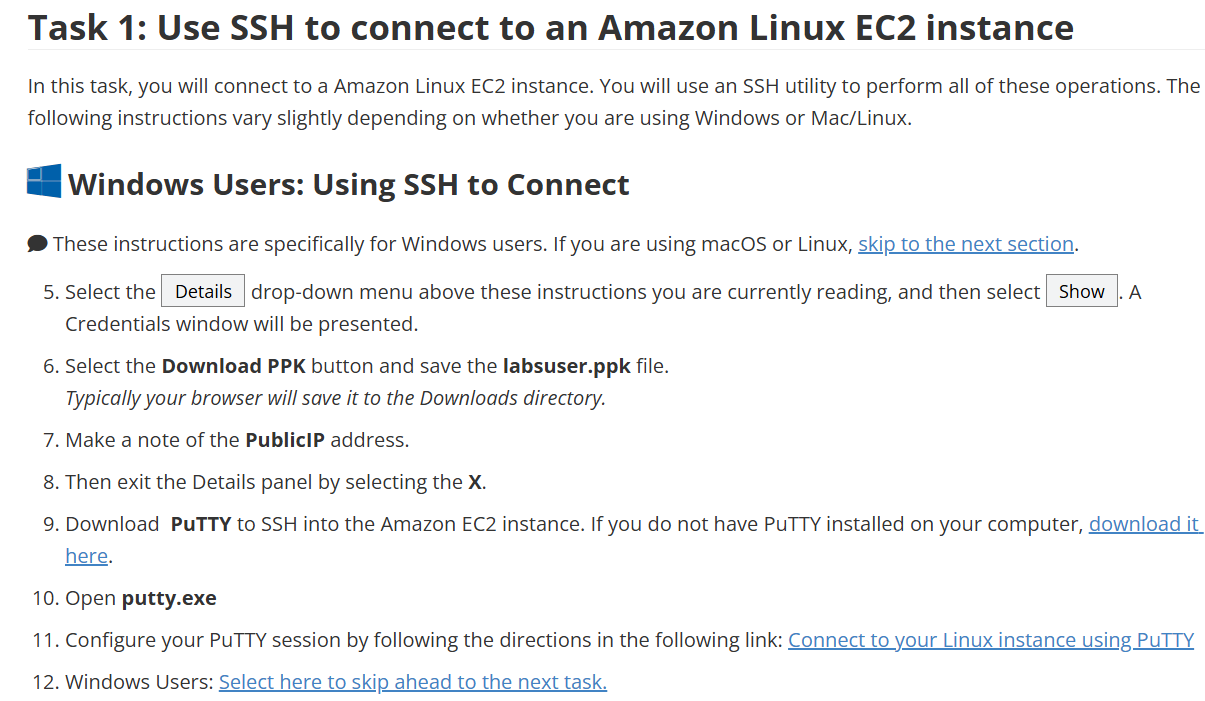 Task 1: Use SSH to connect to an Amazon Linux EC2 instance
In this task, you will connect to a Amazon Linux EC2 instance. You will use an SSH utility to perform all of these operations. The
following instructions vary slightly depending on whether you are using Windows or Mac/Linux.
Windows Users: Using SSH to Connect
These instructions are specifically for Windows users. If you are using macOS or Linux, skip to the next section.
5. Select the Details drop-down menu above these instructions you are currently reading, and then select Show. A
Credentials window will be presented.
6. Select the Download PPK button and save the labsuser.ppk file.
Typically your browser will save it to the Downloads directory.
7. Make a note of the PublicIP address.
8. Then exit the Details panel by selecting the X.
9. Download PuTTY to SSH into the Amazon EC2 instance. If you do not have PuTTY installed on your computer, download it
here.
10. Open putty.exe
11. Configure your PuTTY session by following the directions in the following link: Connect to your Linux instance using PuTTY
12. Windows Users: Select here to skip ahead to the next task.